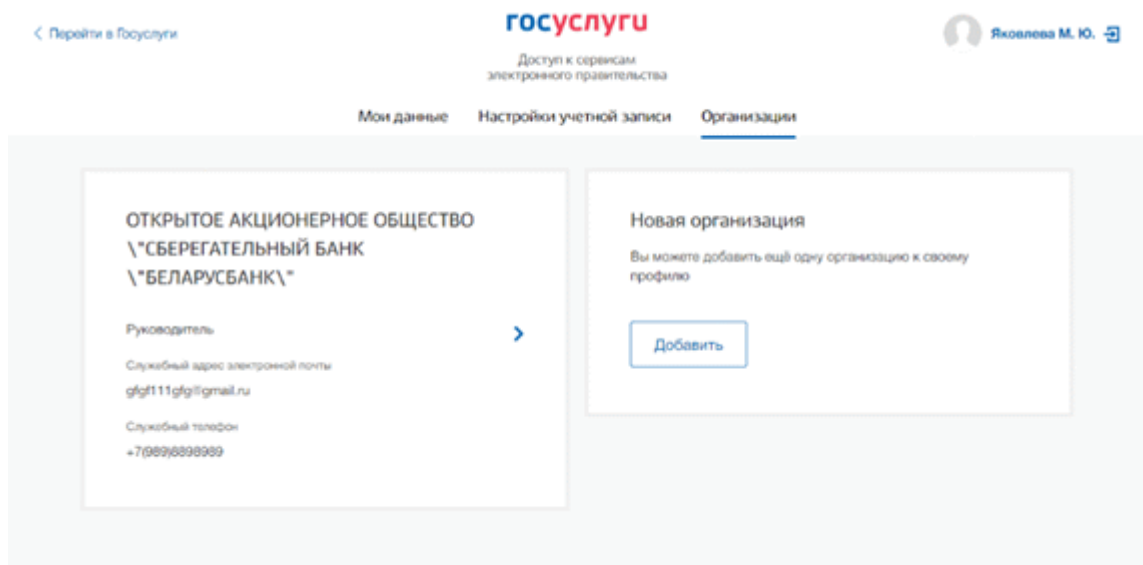 Перейти в Госуслуги
госуслуги
Яковлева М. Ю.
Доступ к сервисам
электронного правительства
Мои данные Настройки учетной записи Организации
ОТКРЫТОЕ АКЦИОНЕРНОЕ ОБЩЕСТВО
\"СБЕРЕГАТЕЛЬНЫЙ БАНК
\"БЕЛАРУСБАНК\"
Руководитель
Служебный адрес электронной почты
gfgf111gfg@gmail.ru
Служебный телефон
+7(989)8898989
Новая организация
Вы можете добавить ещё одну организацию к своему
профилю
Добавить